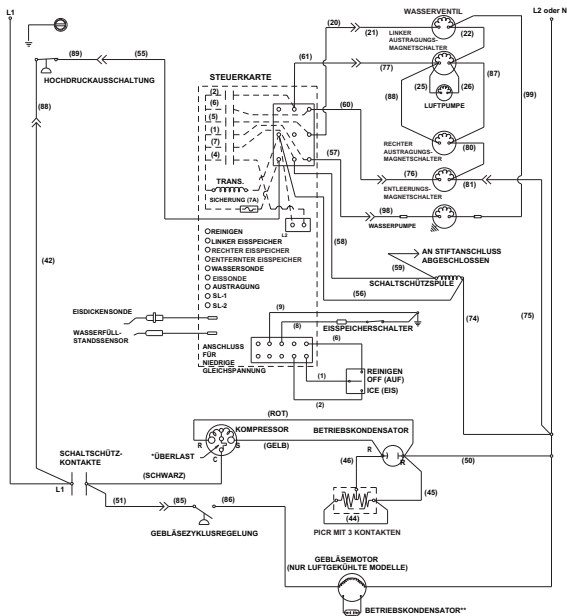 L1
L2 oder N
WASSERVENTIL
(20)
(21)
(22)
LINKER
AUSTRAGUNGS-
MAGNETSCHALTER
(89)
(55)
(61)
(77)
(87)
(99)
HOCHDRUCKAUSSCHALTUNG
STEUERKARTE
(25)
(26)
LUFTPUMPE
(88)
(88)
(2)
(6)
(5)
(1)
(7)
(4)
(60)
(57)
RECHTER
AUSTRAGUNGS-
MAGNETSCHALTER
(80)
TRANS.
(76)
ENTLEERUNGS-
MAGNETSCHALTER
(81)
SICHERUNG (7A)
(98)
WASSERPUMPE
L2
(58)
REINIGEN
LINKER EISSPEICHER
RECHTER EISSPEICHER
ENTFERNTER EISSPEICHER
WASSERSONDE
EISSONDE
AUSTRAGUNG
SL-1
SL-2
AN STIFTANSCHLUSS
ABGESCHLOSSEN
(59)
SCHALTSCHÜTZSPULE
(56)
(42)
(74)
(75)
EISDICKENSONDE
WASSERFÜLL-
STANDSSENSOR
(9)
(8)
EISPEICHERSCHALTER
ANSCHLUSS
FÜR
NIEDRIGE
GLEICHSPANNUNG
(6)
(1)
(2)
REINIGEN
OFF (AUF)
ICE (EIS)
(ROT)
KOMPRESSOR
BETRIEBSKONDENSATOR
R
S
C
(GELB)
R
R
*ÜBERLAST
(50)
SCHALTSCHÜTZ-
KONTAKTE
(SCHWARZ)
(46)
(45)
L1
(44)
PICR MIT 3 KONTAKTEN
(51)
(85)
(86)
GEBLÄSEZYKLUSREGELUNG
GEBLÄSEMOTOR
(NUR LUFTGEKÜHLTE MODELLE)
BETRIEBSKONDENSATOR**